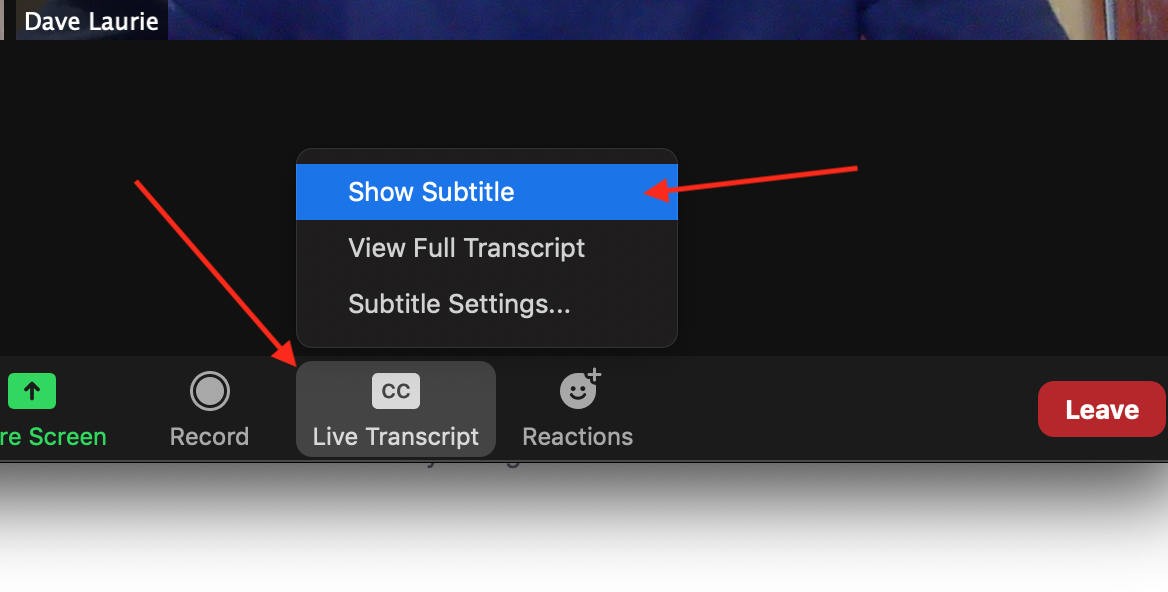 Dave Laurie
Show Subtitle
View Full Transcript
Subtitle Settings...
re Screen
Record
CC
Live Transcript
Reactions
Leave